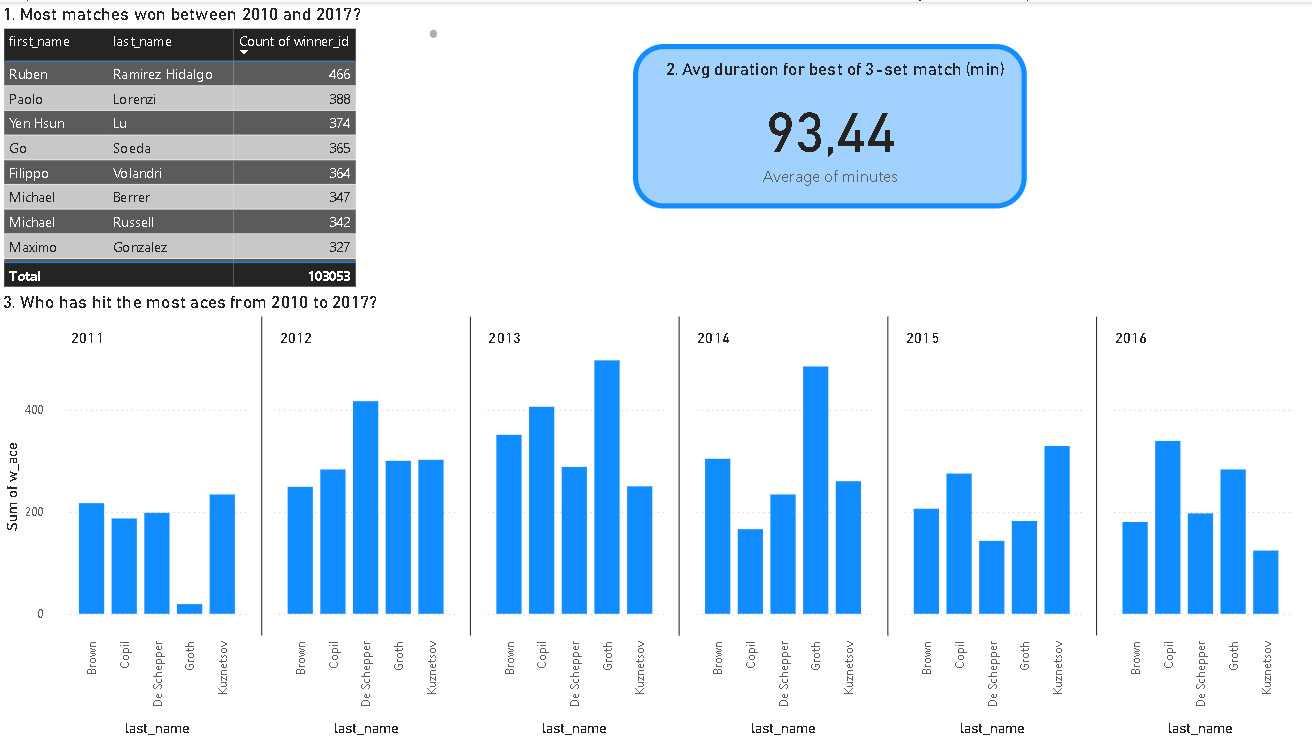 1. Most matches won between 2010 and 2017?
first_name last_name Count of winner_id
Ruben Ramirez Hidalgo 466
Paolo Lorenzi 388
Yen Hsun Lu 374
Go Soeda 365
Filippo Volandri 364
Michael Berrer 347
Michael Russell 342
Maximo Gonzalez 327
Total 103053
2. Avg duration for best of 3-set match (min)
93,44
Average of minutes
3. Who has hit the most aces from 2010 to 2017?
2011 2012 2013 2014 2015 2016
Sum of w_ace
400
200
0
Brown Copil De Schepper Groth Kuznetsov
Brown Copil De Schepper Groth Kuznetsov
Brown Copil De Schepper Groth Kuznetsov
Brown Copil De Schepper Groth Kuznetsov
Brown Copil De Schepper Groth Kuznetsov
Brown Copil De Schepper Groth Kuznetsov
last_name last_name last_name last_name last_name last_name